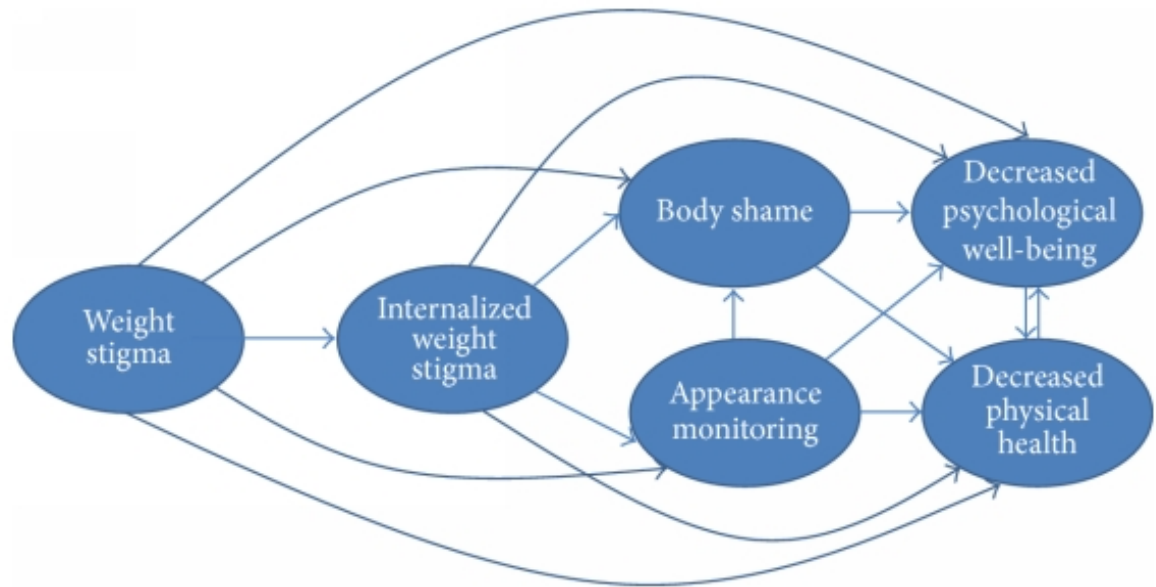 Weight
stigma
Internalized
weight
stigma
Body shame
Appearance
monitoring
Decreased
psychological
well-being
Decreased
physical
health